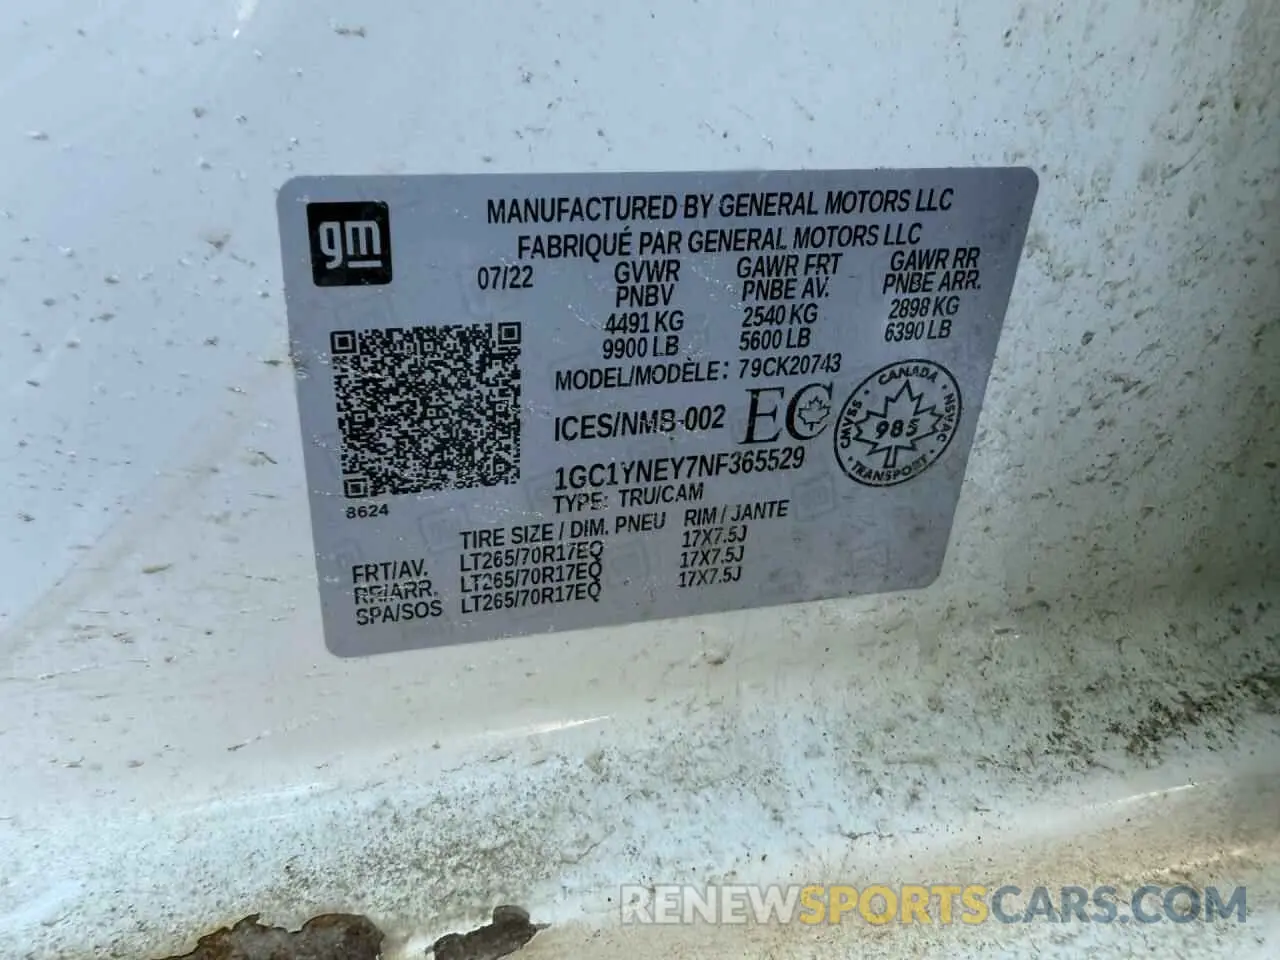 gm
MANUFACTURED BY GENERAL MOTORS LLC
FABRIQUÉ PAR GENERAL MOTORS LLC
07/22
GVWR GAWR FRT GAWR RR
PNBV PNBE AV. PNBE ARR.
4491 KG 2540 KG 2898 KG
9900 LB 5600 LB 6390 LB
MODEL/MODÈLE: 79CK20743
ICES/NMB-002 EC
CANADA CMVSS NSVAC 985 TRANSPORT
1GC1YNEY7NF365529
TYPE: TRU/CAM
8624
TIRE SIZE / DIM. PNEU RIM / JANTE
FRT/AV. LT265/70R17EQ 17X7.5J
RR/ARR. LT265/70R17EQ 17X7.5J
SPA/SOS LT265/70R17EQ 17X7.5J
RENEWSPORTSCARS.COM